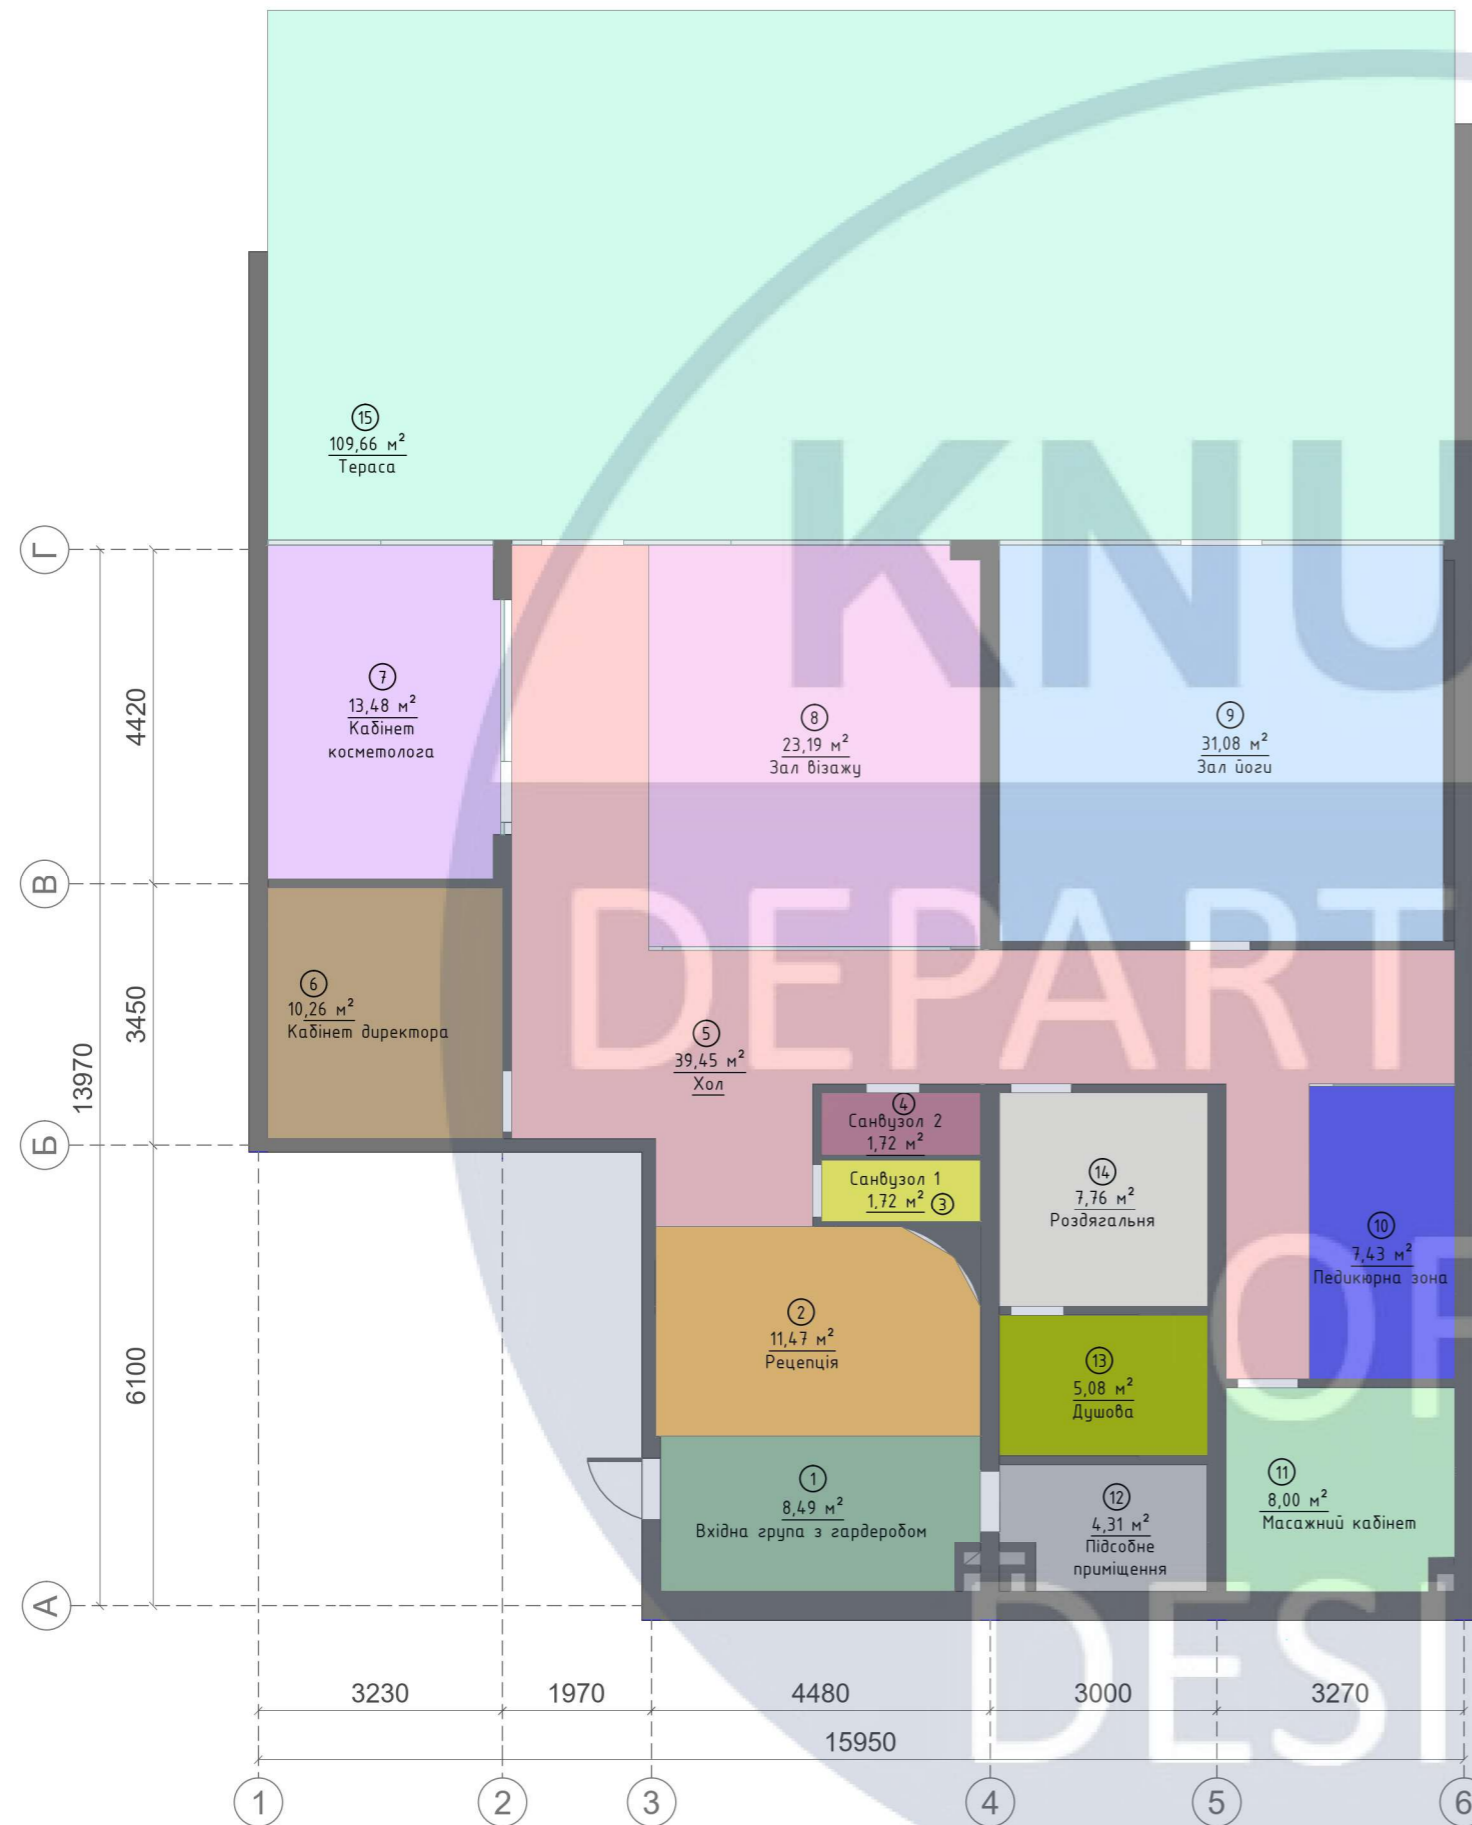 15
109,66 м²
Тераса
KNU
Г
7
13,48 м²
Кабінет
косметолога
8
23,19 м²
Зал візажу
9
31,08 м²
Зал йоги
4420
В
DEPART
6
10,26 м²
Кабінет директора
5
39,45 м²
Хол
3450
13970
4
Санвузол 2
1,72 м²
Б
Санвузол 1
1,72 м² 3
14
7,76 м²
Роздягальня
10
7,43 м²
Педикюрна зона
OF
2
11,47 м²
Рецепція
13
5,08 м²
Душова
6100
1
8,49 м²
Вхідна група з гардеробом
12
4,31 м²
Підсобне
приміщення
11
8,00 м²
Масажний кабінет
А
DESI
3230 1970 4480 3000 3270
15950
1 2 3 4 5 6